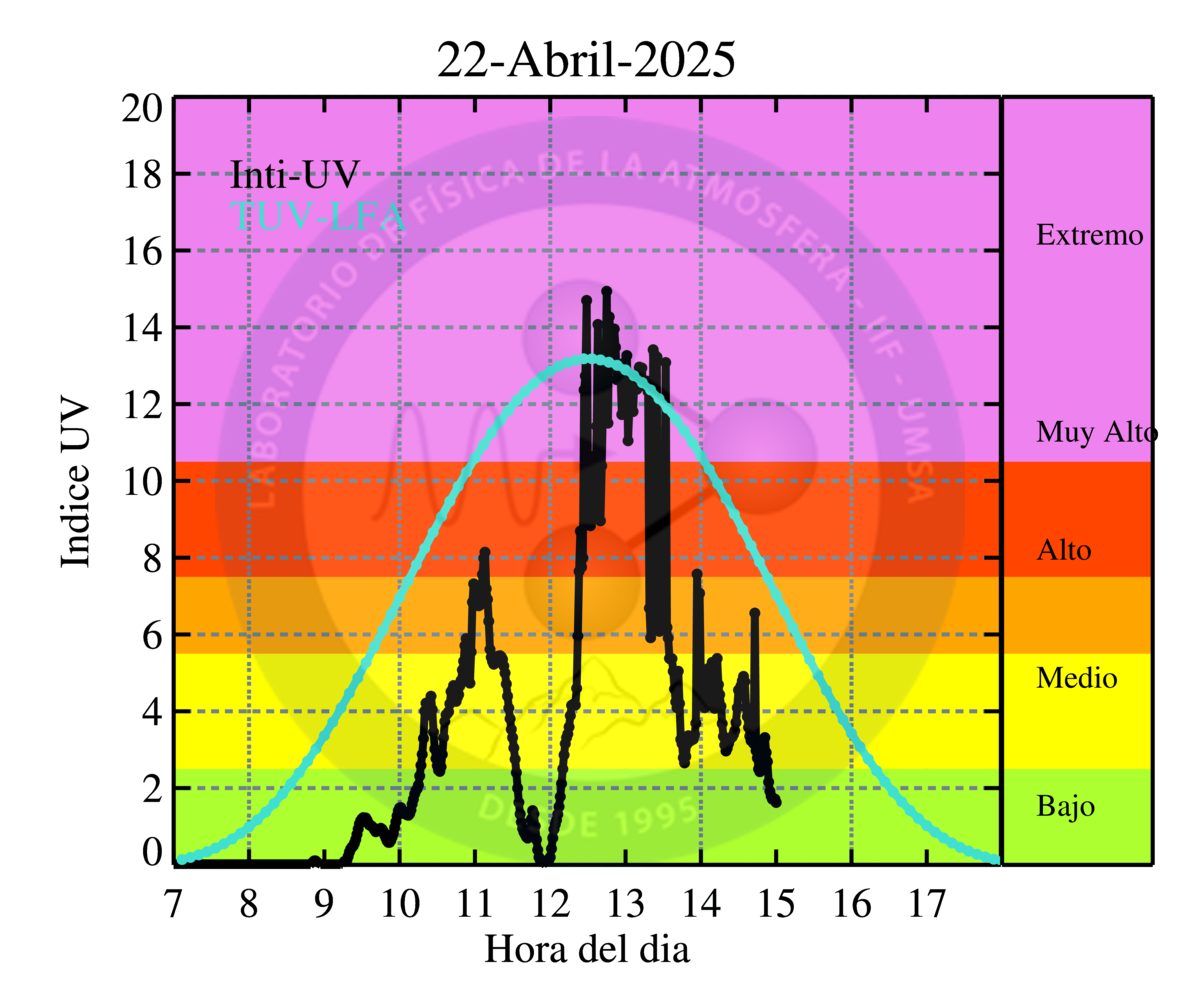 22-Abril-2025
20
18
16
14
12
10
8
6
4
2
0
Indice UV
Inti-UV
TUV-LFA
LABORATORIO DE FÍSICA DE LA ATMÓSFERA - IIF - UMSA
DESDE 1995
Extremo
Muy Alto
Alto
Medio
Bajo
7 8 9 10 11 12 13 14 15 16 17
Hora del dia